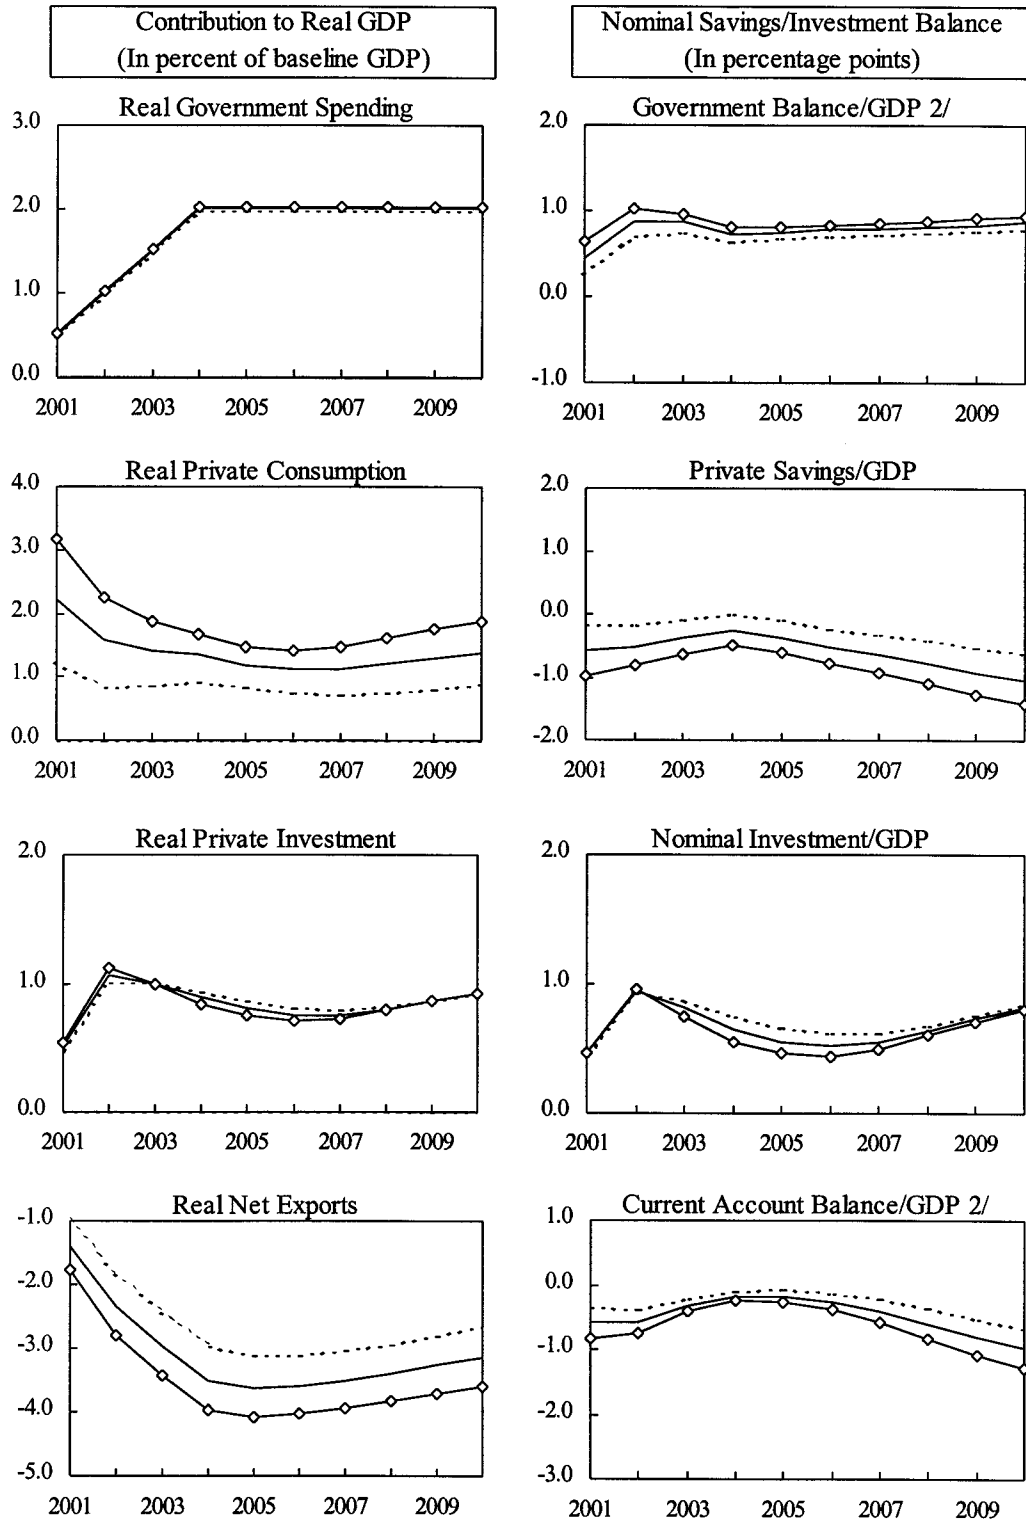 Contribution to Real GDP
(In percent of baseline GDP)
Nominal Savings/Investment Balance
(In percentage points)
Real Government Spending
3.0
2.0
1.0
0.0
2001 2003 2005 2007 2009
Government Balance/GDP 2/
2.0
1.0
0.0
-1.0
2001 2003 2005 2007 2009
Real Private Consumption
4.0
3.0
2.0
1.0
0.0
2001 2003 2005 2007 2009
Private Savings/GDP
2.0
1.0
0.0
-1.0
-2.0
2001 2003 2005 2007 2009
Real Private Investment
2.0
1.0
0.0
2001 2003 2005 2007 2009
Nominal Investment/GDP
2.0
1.0
0.0
2001 2003 2005 2007 2009
Real Net Exports
-1.0
-2.0
-3.0
-4.0
-5.0
2001 2003 2005 2007 2009
Current Account Balance/GDP 2/
1.0
0.0
-1.0
-2.0
-3.0
2001 2003 2005 2007 2009